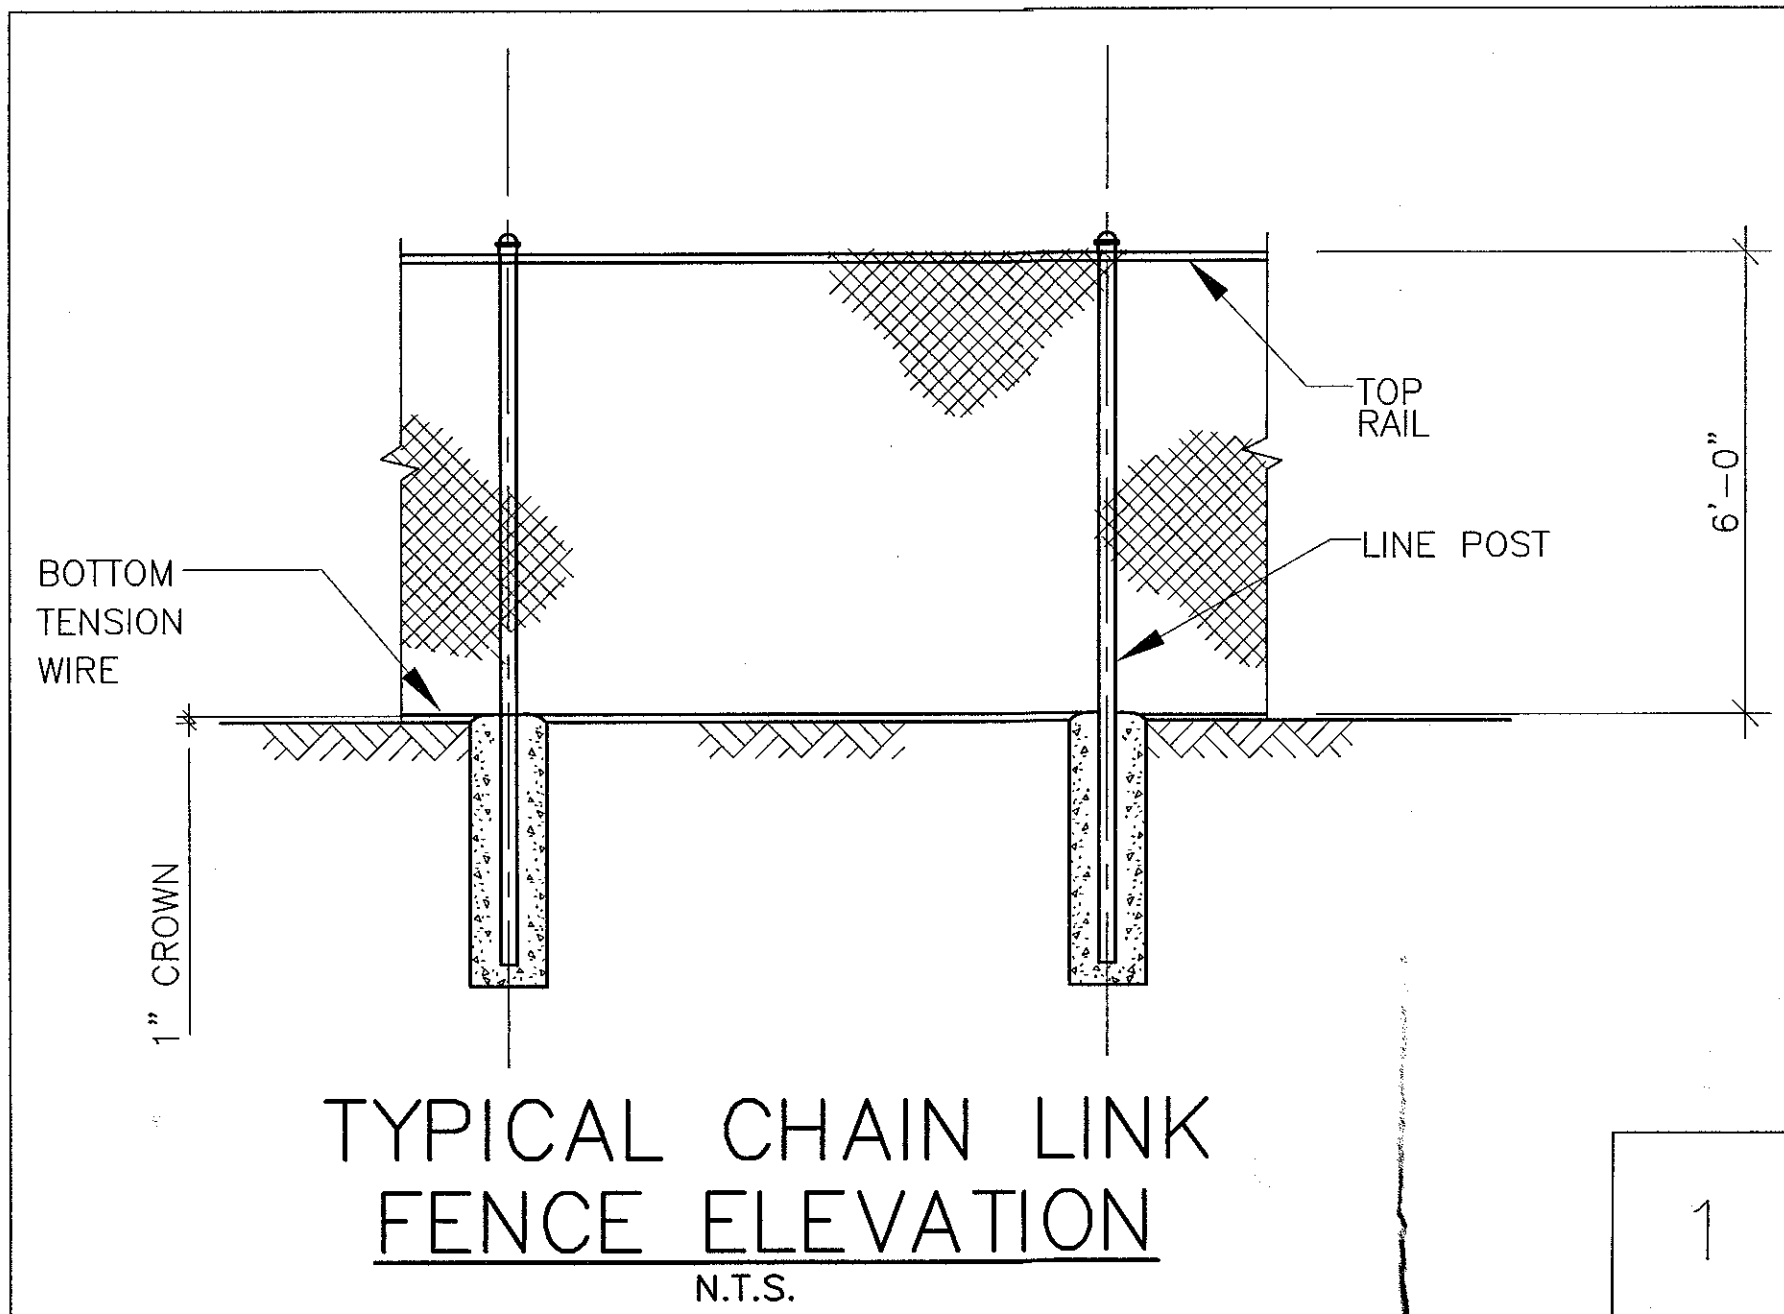 TOP
RAIL
6'-0"
LINE POST
BOTTOM
TENSION
WIRE
1" CROWN
TYPICAL CHAIN LINK
FENCE ELEVATION
N.T.S.
1